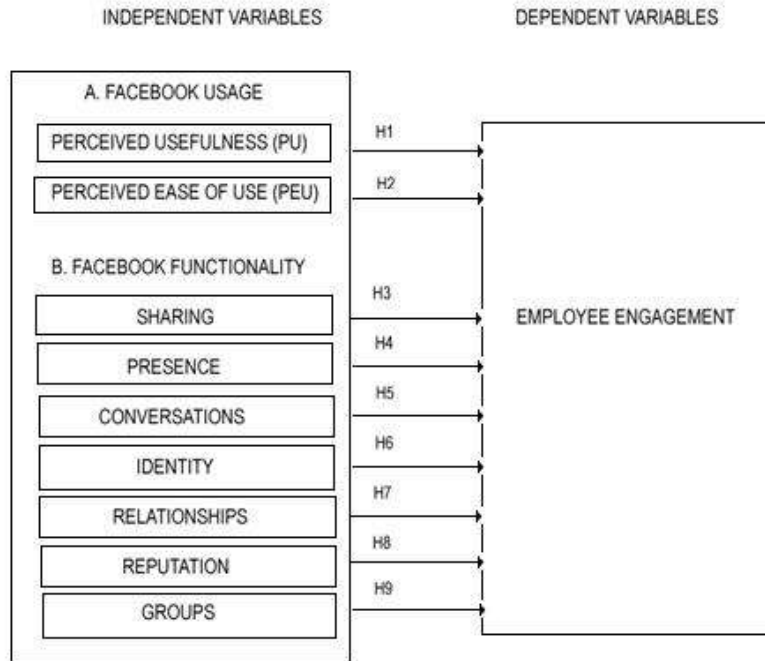 INDEPENDENT VARIABLES
DEPENDENT VARIABLES
A. FACEBOOK USAGE
PERCEIVED USEFULNESS (PU)
H1
PERCEIVED EASE OF USE (PEU)
H2
B. FACEBOOK FUNCTIONALITY
SHARING
H3
EMPLOYEE ENGAGEMENT
PRESENCE
H4
CONVERSATIONS
H5
IDENTITY
H6
RELATIONSHIPS
H7
REPUTATION
H8
GROUPS
H9